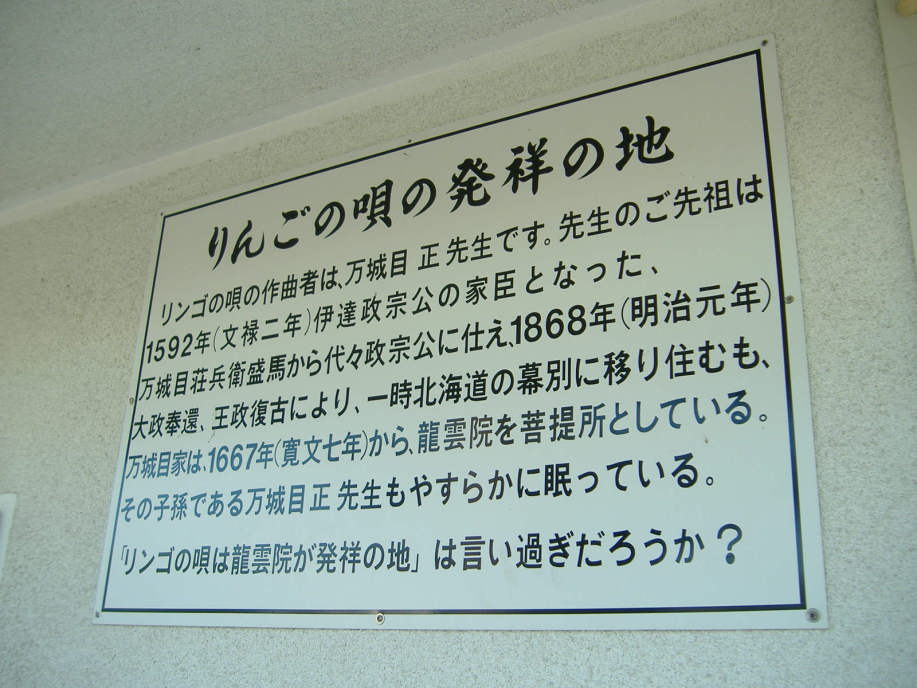 りんごの唄の発祥の地
リンゴの唄の作曲者は、万城目 正 先生です。先生のご先祖は
1592年(文禄二年)伊達政宗公の家臣となった、
万城目荘兵衛盛馬から代々政宗公に仕え、1868年(明治元年)
大政奉還、王政復古により、一時北海道の幕別に移り住むも、
万城目家は、1667年(寛文七年)から、龍雲院を菩提所としている。
その子孫である万城目正 先生もやすらかに眠っている。
「リンゴの唄は龍雲院が発祥の地」は言い過ぎだろうか？